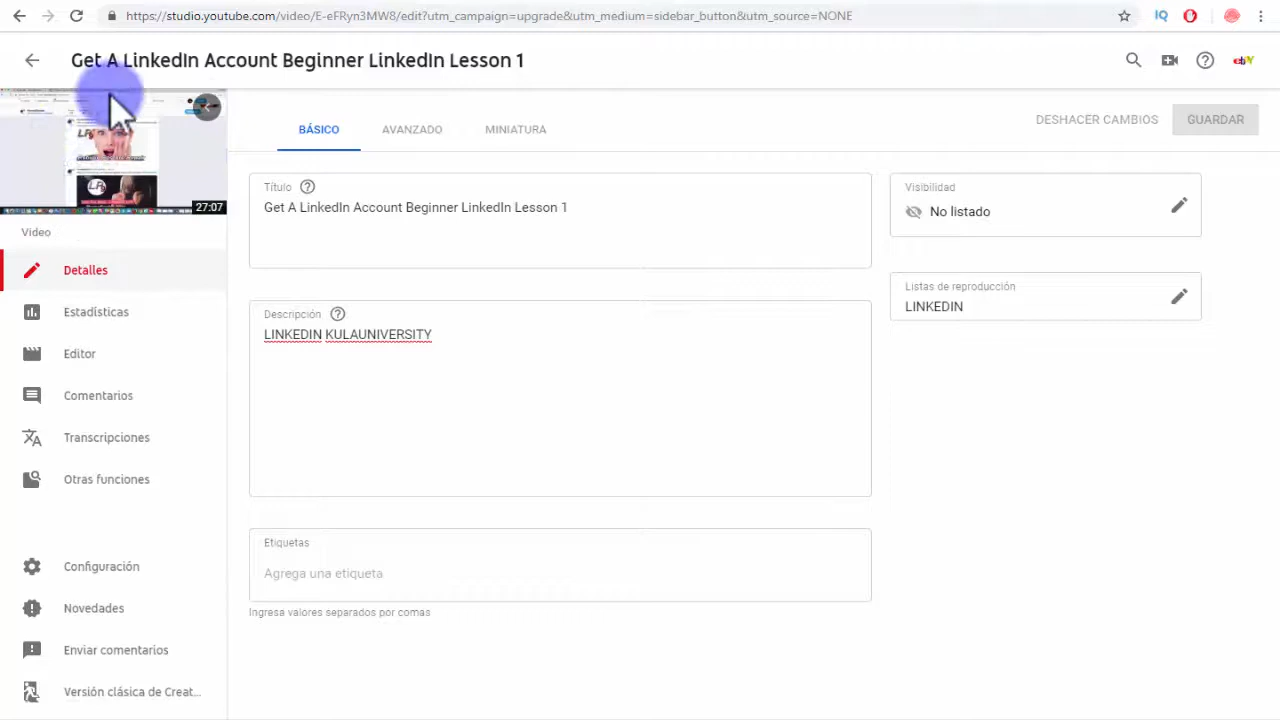 https://studio.youtube.com/video/E-eFRyn3MW8/edit?utm_campaign=upgrade&utm_medium=sidebar_button&utm_source=NONE
IQ
Get A LinkedIn Account Beginner LinkedIn Lesson 1
27:07
BÁSICO
AVANZADO
MINIATURA
DESHACER CAMBIOS
GUARDAR
Título
Get A LinkedIn Account Beginner LinkedIn Lesson 1
Visibilidad
No listado
Video
Detalles
Listas de reproducción
LINKEDIN
Estadísticas
Descripción
LINKEDIN KULAUNIVERSITY
Editor
Comentarios
Transcripciones
Otras funciones
Etiquetas
Agrega una etiqueta
Ingresa valores separados por comas
Configuración
Novedades
Enviar comentarios
Versión clásica de Creat...